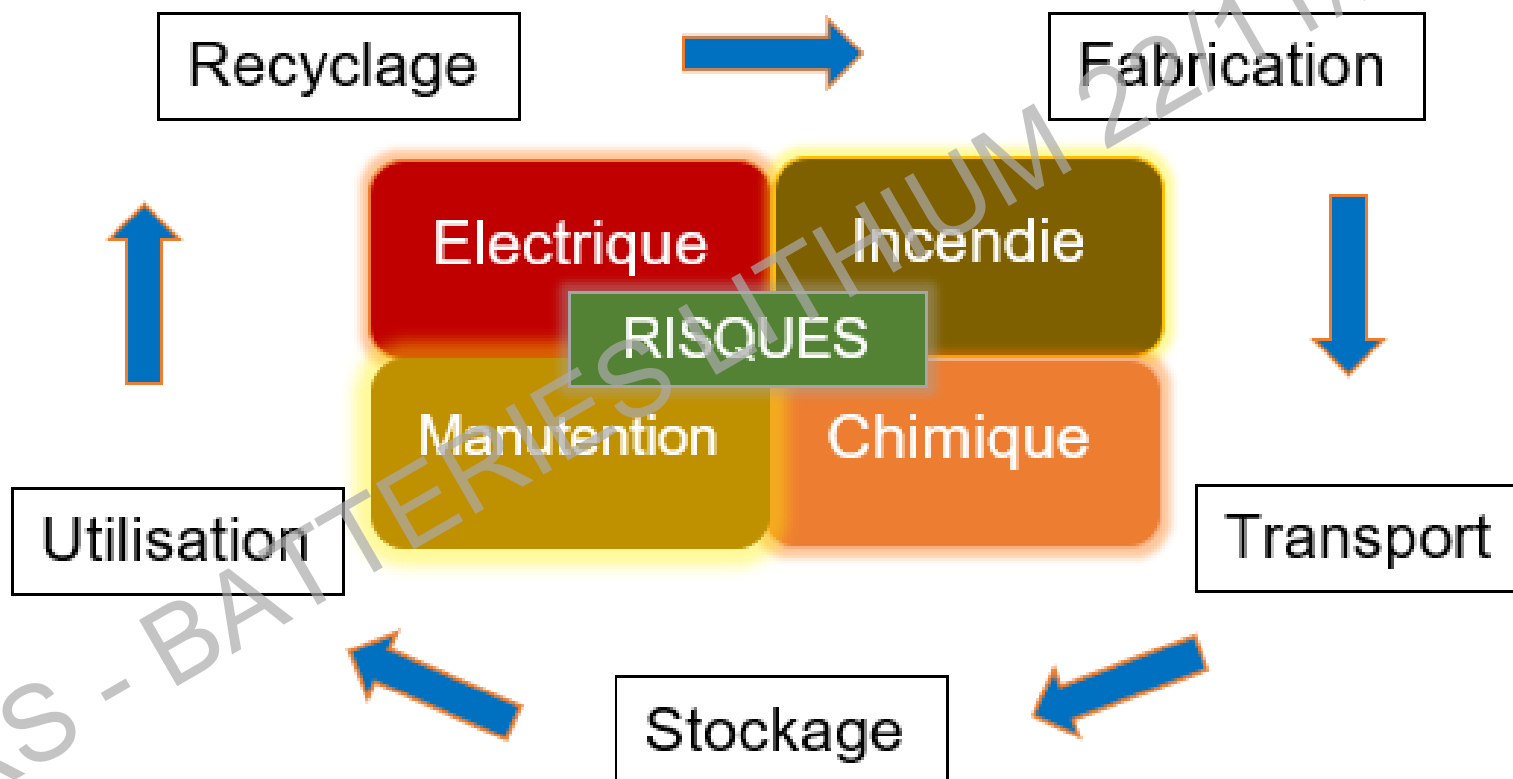 Recyclage
Fabrication
Electrique
Incendie
RISQUES
Manutention
Chimique
Utilisation
Transport
Stockage
- BATTERIES LITHIUM